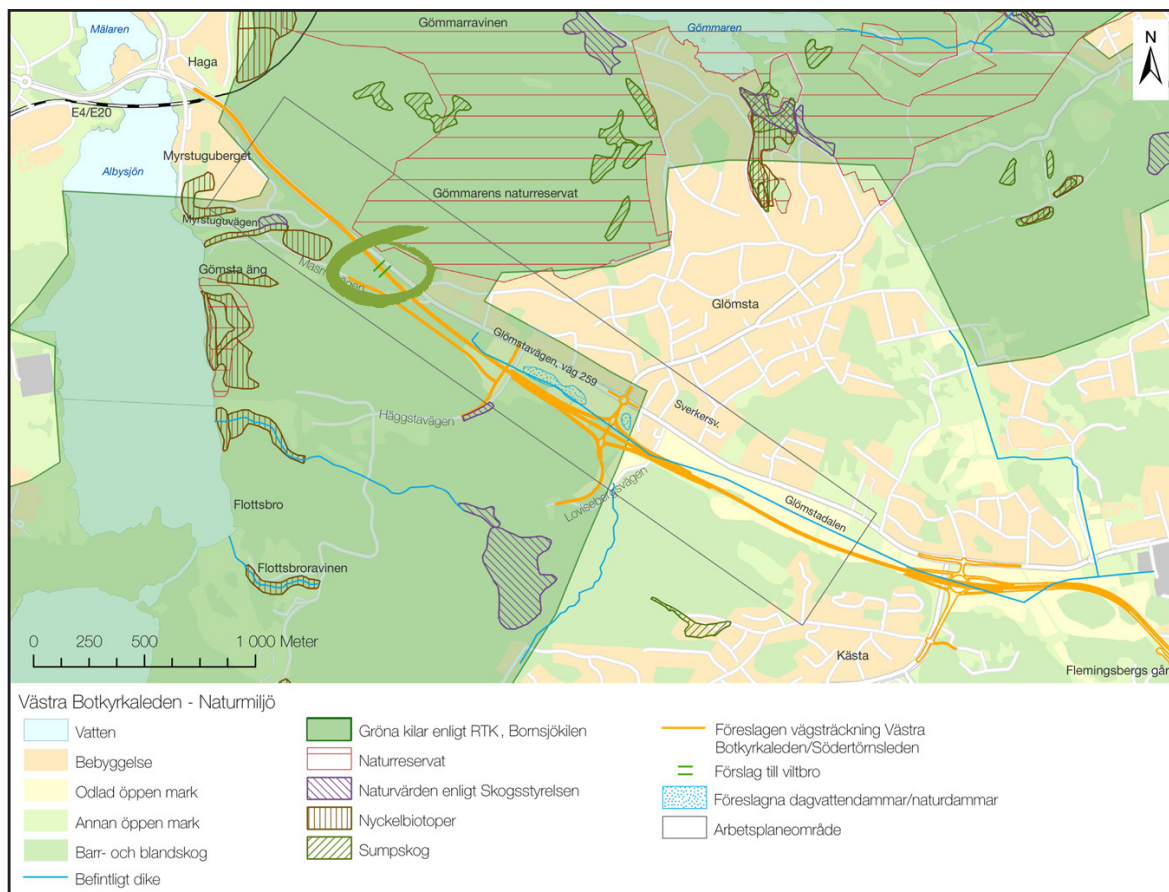 Mälaren
Haga
Gömmarravinen
Gömmaren
N
E4/E20
Myrstuguberget
Albysjön
Gömmarens naturreservat
Myrstuguvägen
Gömsta äng
Glömsta
Glömstavägen, väg 259
Häggstavägen
Sverkersv.
Lovisebergsvägen
Flottsbro
Glömstadalen
Flottsbroravinen
0 250 500 1 000 Meter
Kästa
Flemingsbergs går
Västra Botkyrkaleden - Naturmiljö
Vatten
Bebyggelse
Odlad öppen mark
Annan öppen mark
Barr- och blandskog
Befintligt dike
Gröna kilar enligt RTK , Bornsjökilen
Naturreservat
Naturvärden enligt Skogsstyrelsen
Nyckelbiotoper
Sumpskog
Föreslagen vägsträckning Västra
Botkyrkaleden/Södertörnsleden
Förslag till viltbro
Föreslagna dagvattendammar/naturdammar
Arbetsplaneområde